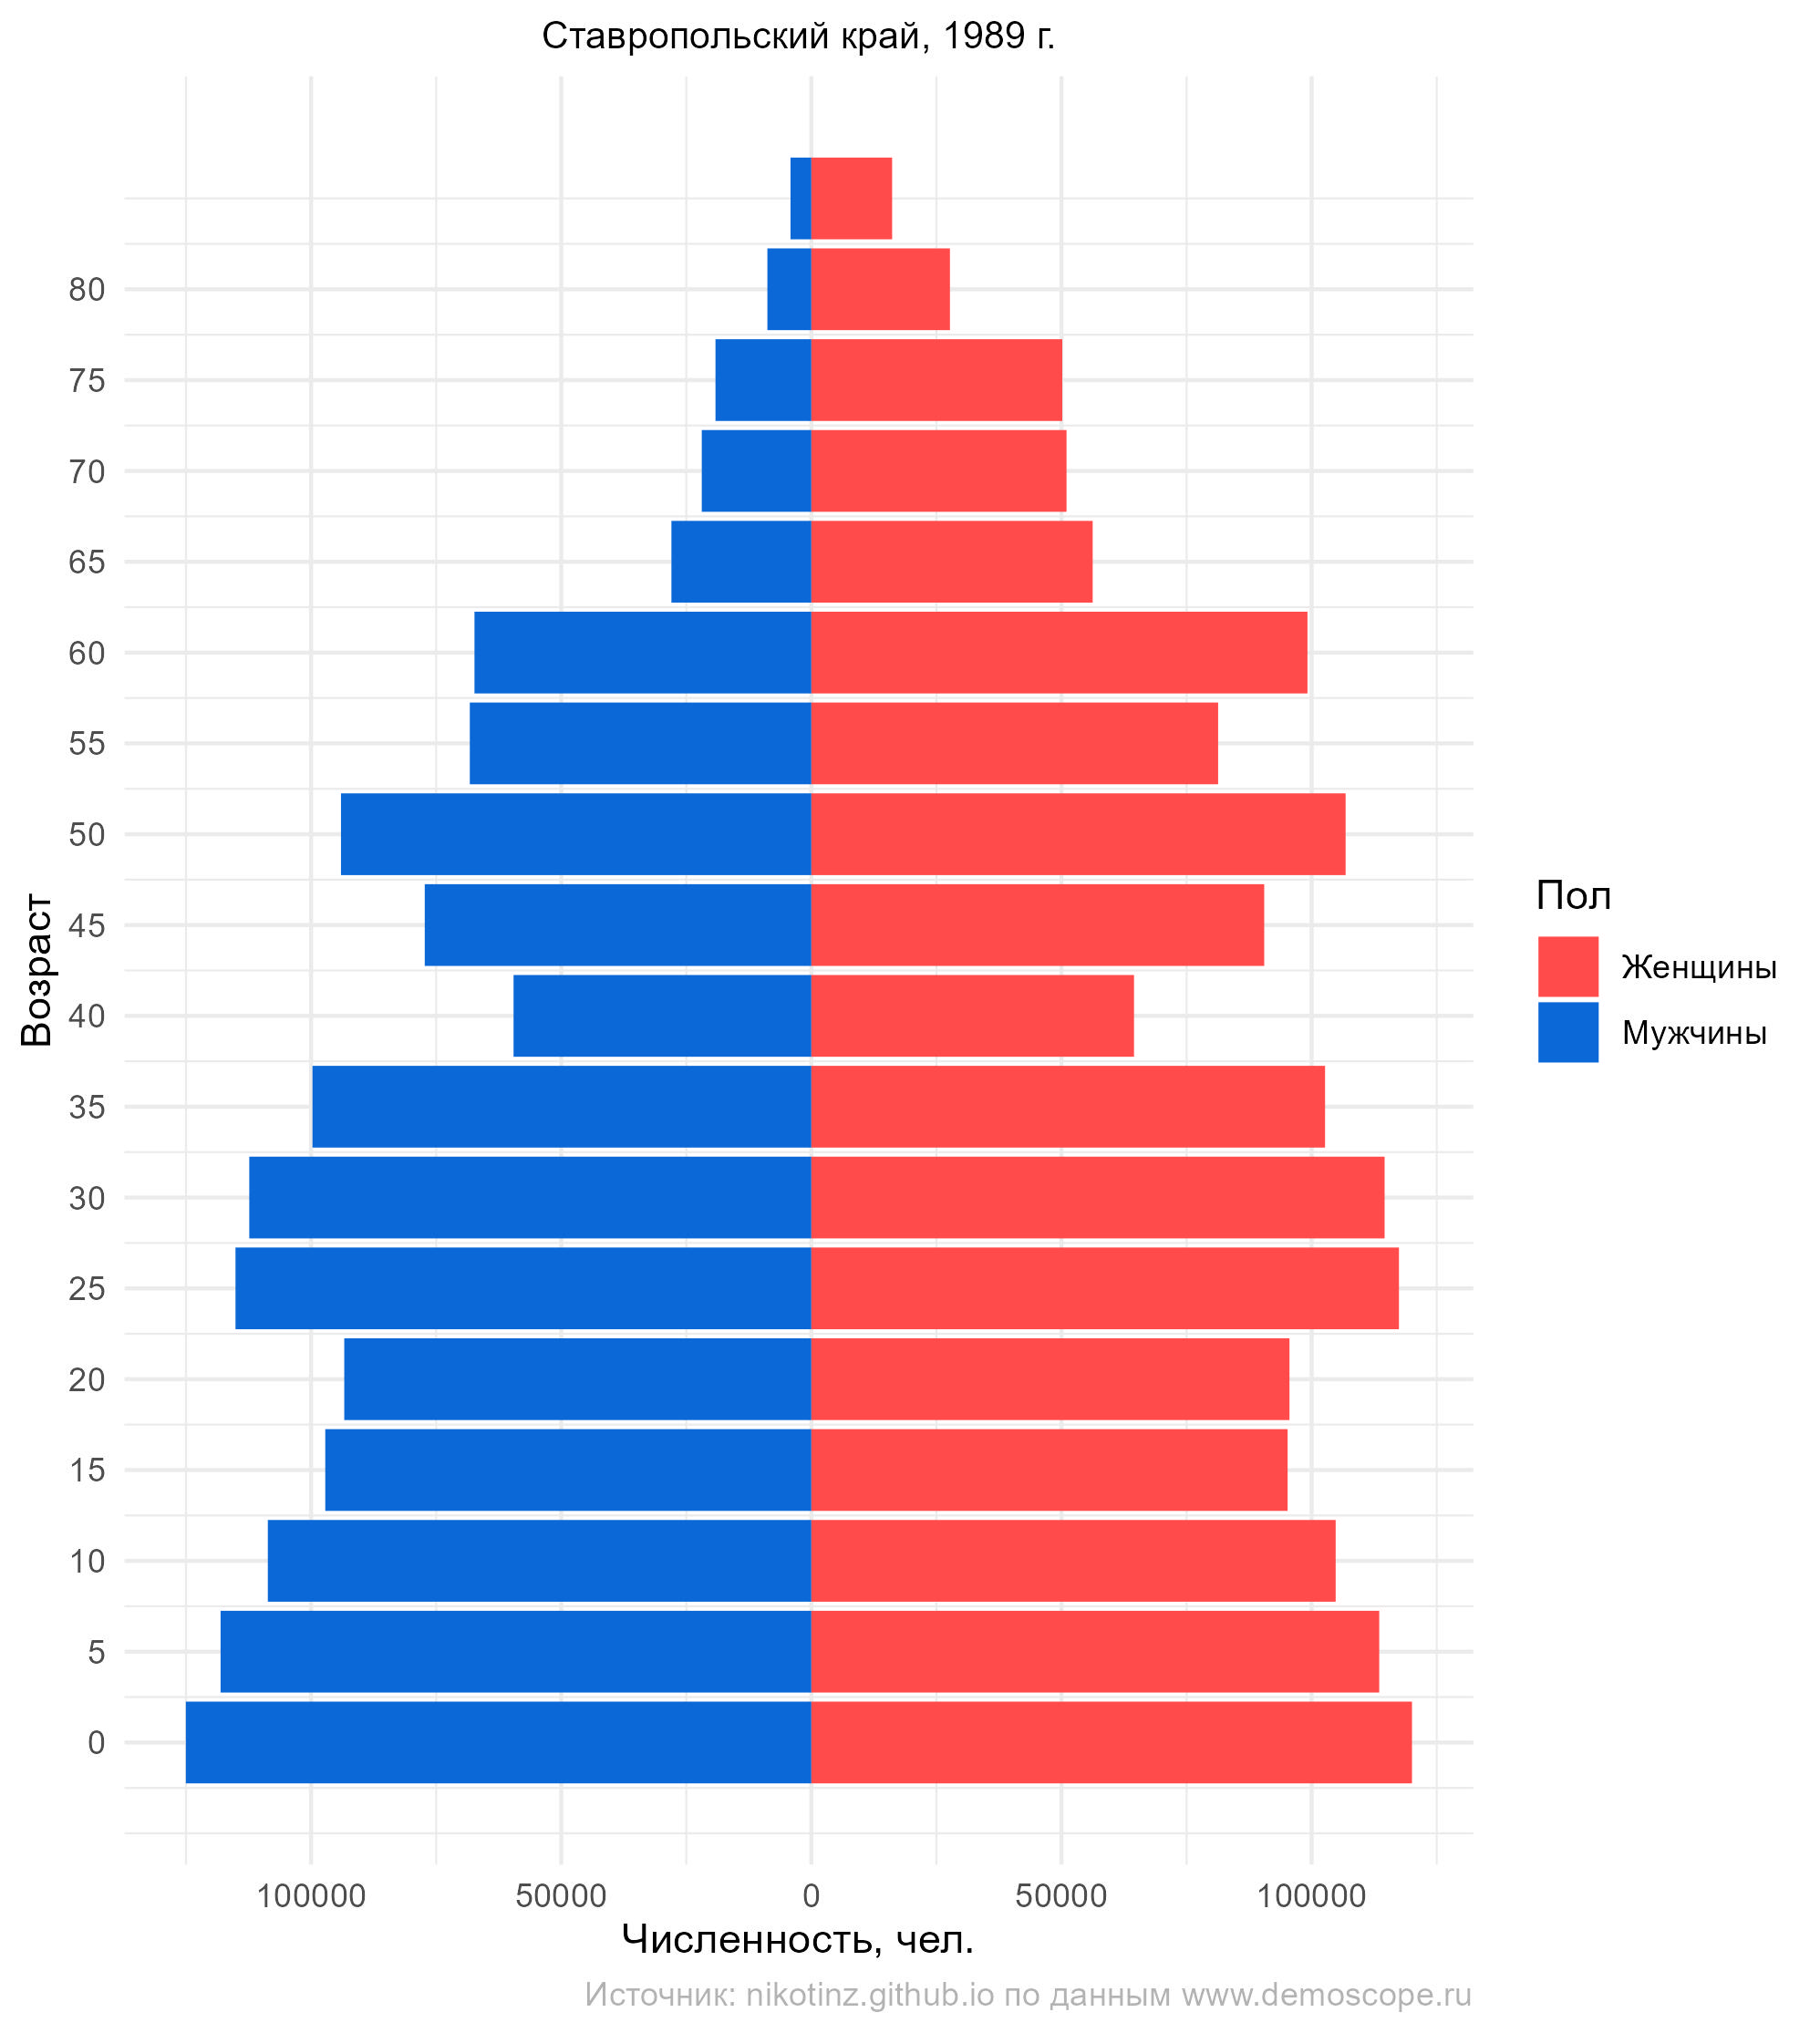 Ставропольский край, 1989 г.
80
75
70
65
60
55
50
45
40
35
30
25
20
15
10
5
0
Возраст
100000 50000 0 50000 100000
Численность, чел.
Пол
Женщины
Мужчины
Источник: nikotinz.github.io по данным www.demoscope.ru